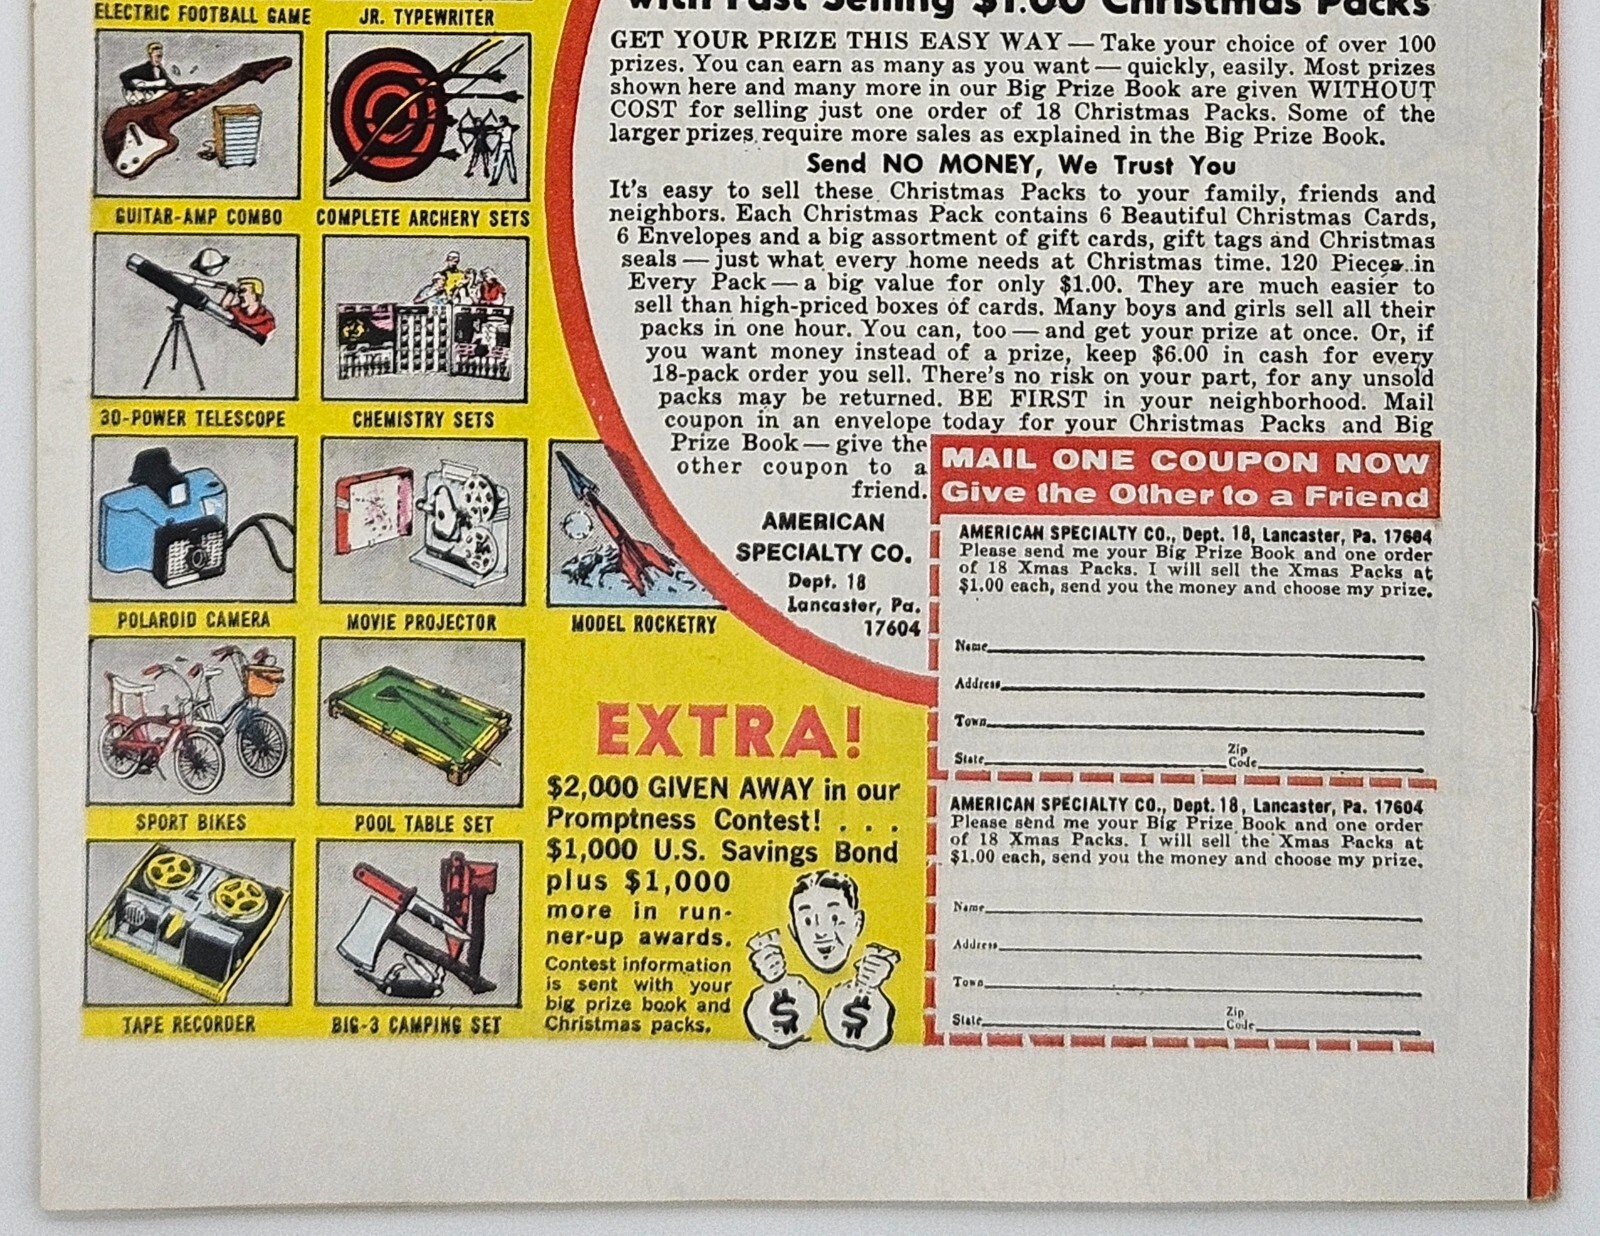 ELECTRIC FOOTBALL GAME
JR. TYPEWRITER
GUITAR-AMP COMBO
COMPLETE ARCHERY SETS
30-POWER TELESCOPE
CHEMISTRY SETS
POLAROID CAMERA
MOVIE PROJECTOR
MODEL ROCKETRY
SPORT BIKES
POOL TABLE SET
TAPE RECORDER
BIG-3 CAMPING SET
with Fast Selling $1.00 Christmas Packs
GET YOUR PRIZE THIS EASY WAY — Take your choice of over 100
prizes. You can earn as many as you want — quickly, easily. Most prizes
shown here and many more in our Big Prize Book are given WITHOUT
COST for selling just one order of 18 Christmas Packs. Some of the
larger prizes require more sales as explained in the Big Prize Book.
Send NO MONEY, We Trust You
It's easy to sell these Christmas Packs to your family, friends and
neighbors. Each Christmas Pack contains 6 Beautiful Christmas Cards,
6 Envelopes and a big assortment of gift cards, gift tags and Christmas
seals — just what every home needs at Christmas time. 120 Pieces in
Every Pack — a big value for only $1.00. They are much easier to
sell than high-priced boxes of cards. Many boys and girls sell all their
packs in one hour. You can, too — and get your prize at once. Or, if
you want money instead of a prize, keep $6.00 in cash for every
18-pack order you sell. There's no risk on your part, for any unsold
packs may be returned. BE FIRST in your neighborhood. Mail
coupon in an envelope today for your Christmas Packs and Big
Prize Book — give the
other coupon to a
friend.
AMERICAN
SPECIALTY CO.
Dept. 18
Lancaster, Pa.
17604
EXTRA!
$2,000 GIVEN AWAY in our
Promptness Contest! . . .
$1,000 U.S. Savings Bond
plus $1,000
more in run-
ner-up awards.
Contest information
is sent with your
big prize book and
Christmas packs.
$ $
MAIL ONE COUPON NOW
Give the Other to a Friend
AMERICAN SPECIALTY CO., Dept. 18, Lancaster, Pa. 17604
Please send me your Big Prize Book and one order
of 18 Xmas Packs. I will sell the Xmas Packs at
$1.00 each, send you the money and choose my prize.
Name
Address
Town
State Zip Code
AMERICAN SPECIALTY CO., Dept. 18, Lancaster, Pa. 17604
Please send me your Big Prize Book and one order
of 18 Xmas Packs. I will sell the Xmas Packs at
$1.00 each, send you the money and choose my prize.
Name
Address
Town
State Zip Code